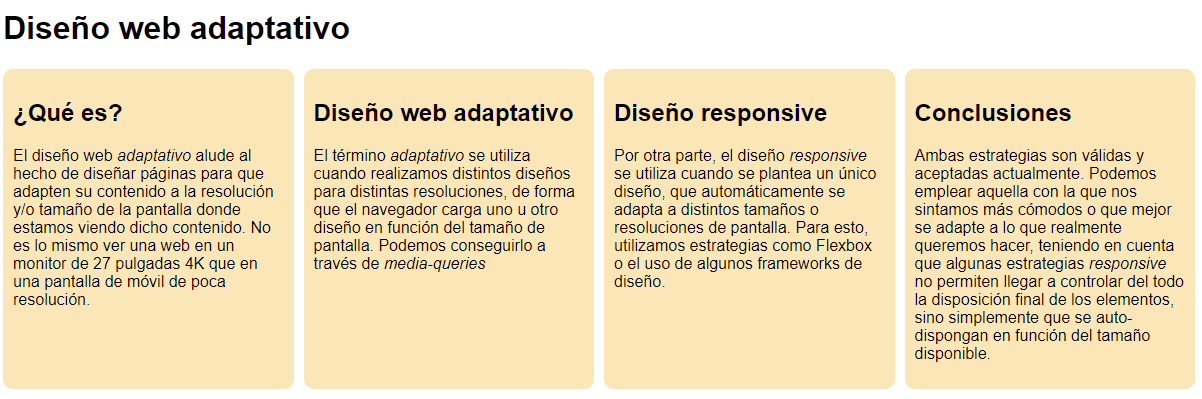 Diseño web adaptativo
¿Qué es?
El diseño web adaptativo alude al
hecho de diseñar páginas para que
adapten su contenido a la resolución
y/o tamaño de la pantalla donde
estamos viendo dicho contenido. No
es lo mismo ver una web en un
monitor de 27 pulgadas 4K que en
una pantalla de móvil de poca
resolución.
Diseño web adaptativo
El término adaptativo se utiliza
cuando realizamos distintos diseños
para distintas resoluciones, de forma
que el navegador carga uno u otro
diseño en función del tamaño de
pantalla. Podemos conseguirlo a
través de media-queries
Diseño responsive
Por otra parte, el diseño responsive
se utiliza cuando se plantea un único
diseño, que automáticamente se
adapta a distintos tamaños o
resoluciones de pantalla. Para esto,
utilizamos estrategias como Flexbox
o el uso de algunos frameworks de
diseño.
Conclusiones
Ambas estrategias son válidas y
aceptadas actualmente. Podemos
emplear aquella con la que nos
sintamos más cómodos o que mejor
se adapte a lo que realmente
queremos hacer, teniendo en cuenta
que algunas estrategias responsive
no permiten llegar a controlar del todo
la disposición final de los elementos,
sino simplemente que se auto-
dispongan en función del tamaño
disponible.